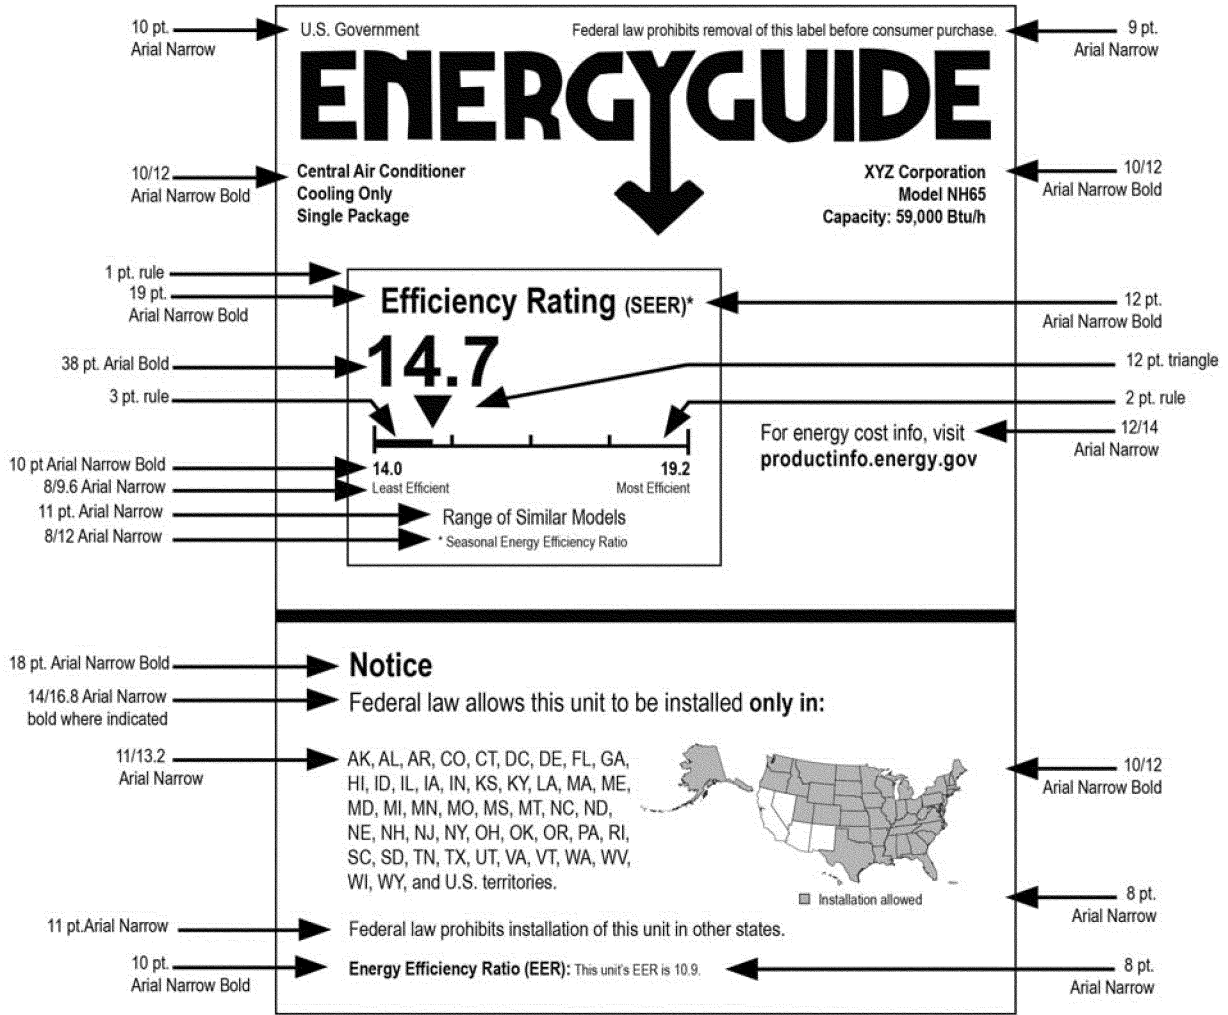 10 pt.
Arial Narrow
U.S. Government
Federal law prohibits removal of this label before consumer purchase.
9 pt.
Arial Narrow
ENERGYGUIDE
10/12
Arial Narrow Bold
Central Air Conditioner
Cooling Only
Single Package
XYZ Corporation
Model NH65
Capacity: 59,000 Btu/h
10/12
Arial Narrow Bold
1 pt. rule
19 pt.
Arial Narrow Bold
Efficiency Rating (SEER)*
12 pt.
Arial Narrow Bold
38 pt. Arial Bold
14.7
12 pt. triangle
3 pt. rule
2 pt. rule
For energy cost info, visit
productinfo.energy.gov
12/14
Arial Narrow
10 pt Arial Narrow Bold
14.0
19.2
8/9.6 Arial Narrow
Least Efficient
Most Efficient
11 pt. Arial Narrow
Range of Similar Models
8/12 Arial Narrow
* Seasonal Energy Efficiency Ratio
18 pt. Arial Narrow Bold
Notice
14/16.8 Arial Narrow
bold where indicated
Federal law allows this unit to be installed only in:
11/13.2
Arial Narrow
AK, AL, AR, CO, CT, DC, DE, FL, GA,
HI, ID, IL, IA, IN, KS, KY, LA, MA, ME,
MD, MI, MN, MO, MS, MT, NC, ND,
NE, NH, NJ, NY, OH, OK, OR, PA, RI,
SC, SD, TN, TX, UT, VA, VT, WA, WV,
WI, WY, and U.S. territories.
10/12
Arial Narrow Bold
Installation allowed
8 pt.
Arial Narrow
11 pt.Arial Narrow
Federal law prohibits installation of this unit in other states.
10 pt.
Arial Narrow Bold
Energy Efficiency Ratio (EER): This unit's EER is 10.9.
8 pt.
Arial Narrow